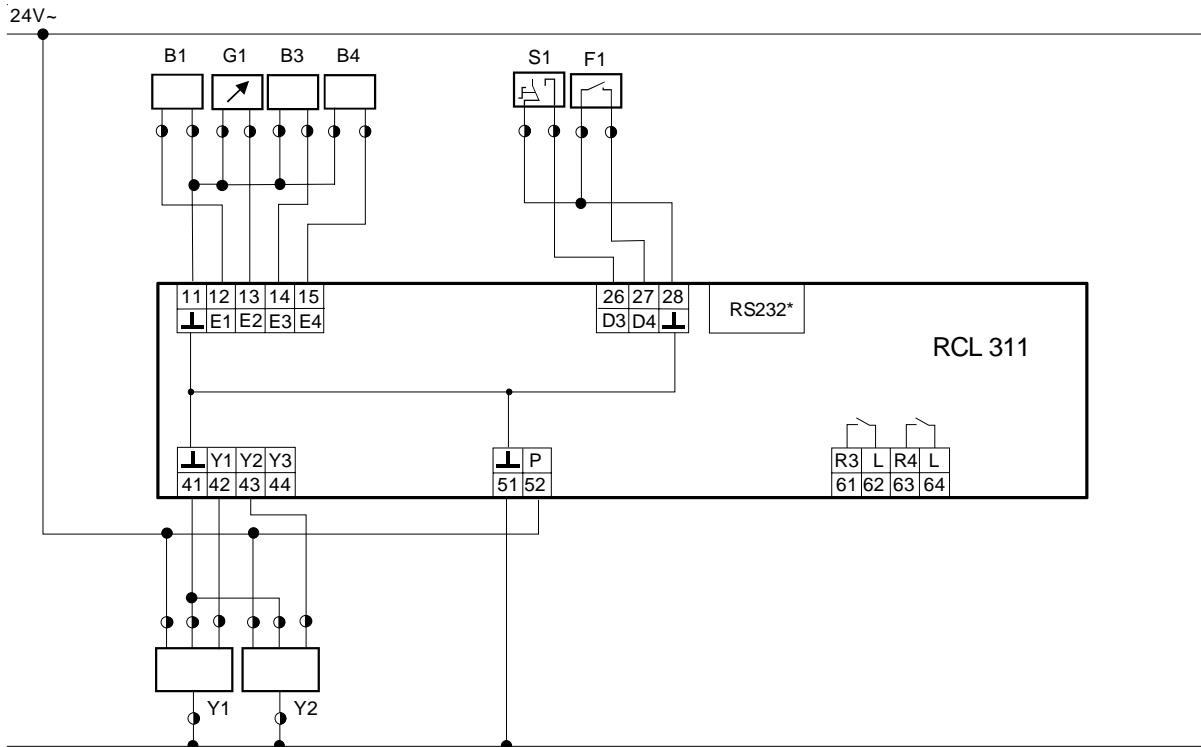 24V~
B1 G1 B3 B4 S1 F1
11 12 13 14 15 26 27 28
E1 E2 E3 E4 D3 D4 RS232*
RCL 311
Y1 Y2 Y3 P R3 L R4 L
41 42 43 44 51 52 61 62 63 64
Y1 Y2